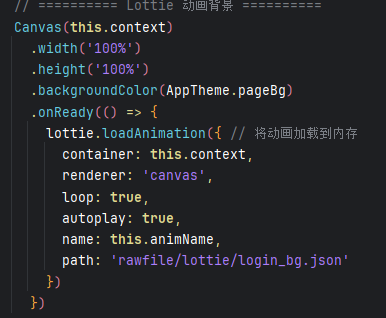 // ========== Lottie 动画背景 ==========
Canvas(this.context)
.width('100%')
.height('100%')
.backgroundColor(AppTheme.pageBg)
.onReady(() => {
lottie.loadAnimation({ // 将动画加载到内存
container: this.context,
renderer: 'canvas',
loop: true,
autoplay: true,
name: this.animName,
path: 'rawfile/lottie/login_bg.json'
})
})